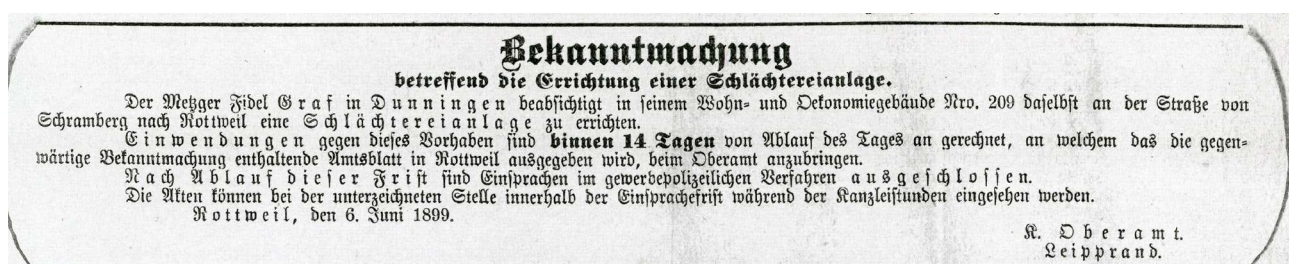 Bekanntmachung
betreffend die Errichtung einer Schlächtereianlage.
Der Metzger Fidel Graf in Dunningen beabsichtigt in seinem Wohn- und Oekonomiegebäude Nro. 209 daselbst an der Straße von
Schramberg nach Rottweil eine Schlächtereianlage zu errichten.
Einwendungen gegen dieses Vorhaben sind binnen 14 Tagen von Ablauf des Tages an gerechnet, an welchem das die gegen-
wärtige Bekanntmachung enthaltende Amtsblatt in Rottweil ausgegeben wird, beim Oberamt anzubringen.
Nach Ablauf dieser Frist sind Einsprachen im gewerbepolizeilichen Verfahren ausgeschlossen.
Die Akten können bei der unterzeichneten Stelle innerhalb der Einsprachefrist während der Kanzleistunden eingesehen werden.
Rottweil, den 6. Juni 1899.
K. Oberamt.
Leipprand.